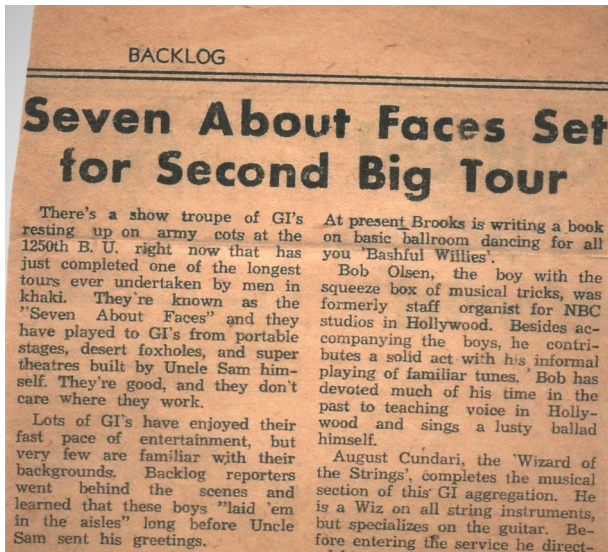 BACKLOG
Seven About Faces Set
for Second Big Tour
There's a show troupe of GI's
resting up on army cots at the
1250th B. U. right now that has
just completed one of the longest
tours ever undertaken by men in
khaki. They're known as the
"Seven About Faces" and they
have played to GI's from portable
stages, desert foxholes, and super
theatres built by Uncle Sam him-
self. They're good, and they don't
care where they work.
Lots of GI's have enjoyed their
fast pace of entertainment, but
very few are familiar with their
backgrounds. Backlog reporters
went behind the scenes and
learned that these boys "laid 'em
in the aisles" long before Uncle
Sam sent his greetings.
At present Brooks is writing a book
on basic ballroom dancing for all
you 'Bashful Willies'.
Bob Olsen, the boy with the
squeeze box of musical tricks, was
formerly staff organist for NBC
studios in Hollywood. Besides ac-
companying the boys, he contri-
butes a solid act with his informal
playing of familiar tunes. Bob has
devoted much of his time in the
past to teaching voice in Holly-
wood and sings a lusty ballad
himself.
August Cundari, the 'Wizard of
the Strings', completes the musical
section of this GI aggregation. He
is a Wiz on all string instruments,
but specializes on the guitar. Be-
fore entering the service he direct-